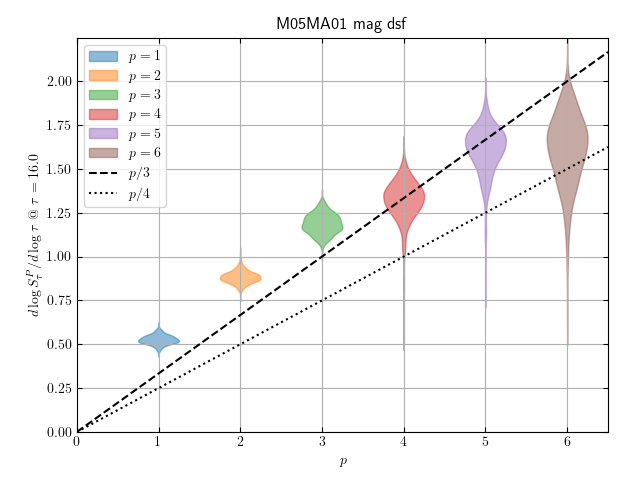 M05MA01 mag dsf
d log S_τ^P / d log τ @ τ = 16.0
2.00
1.75
1.50
1.25
1.00
0.75
0.50
0.25
0.00
p = 1
p = 2
p = 3
p = 4
p = 5
p = 6
p/3
p/4
0 1 2 3 4 5 6
p